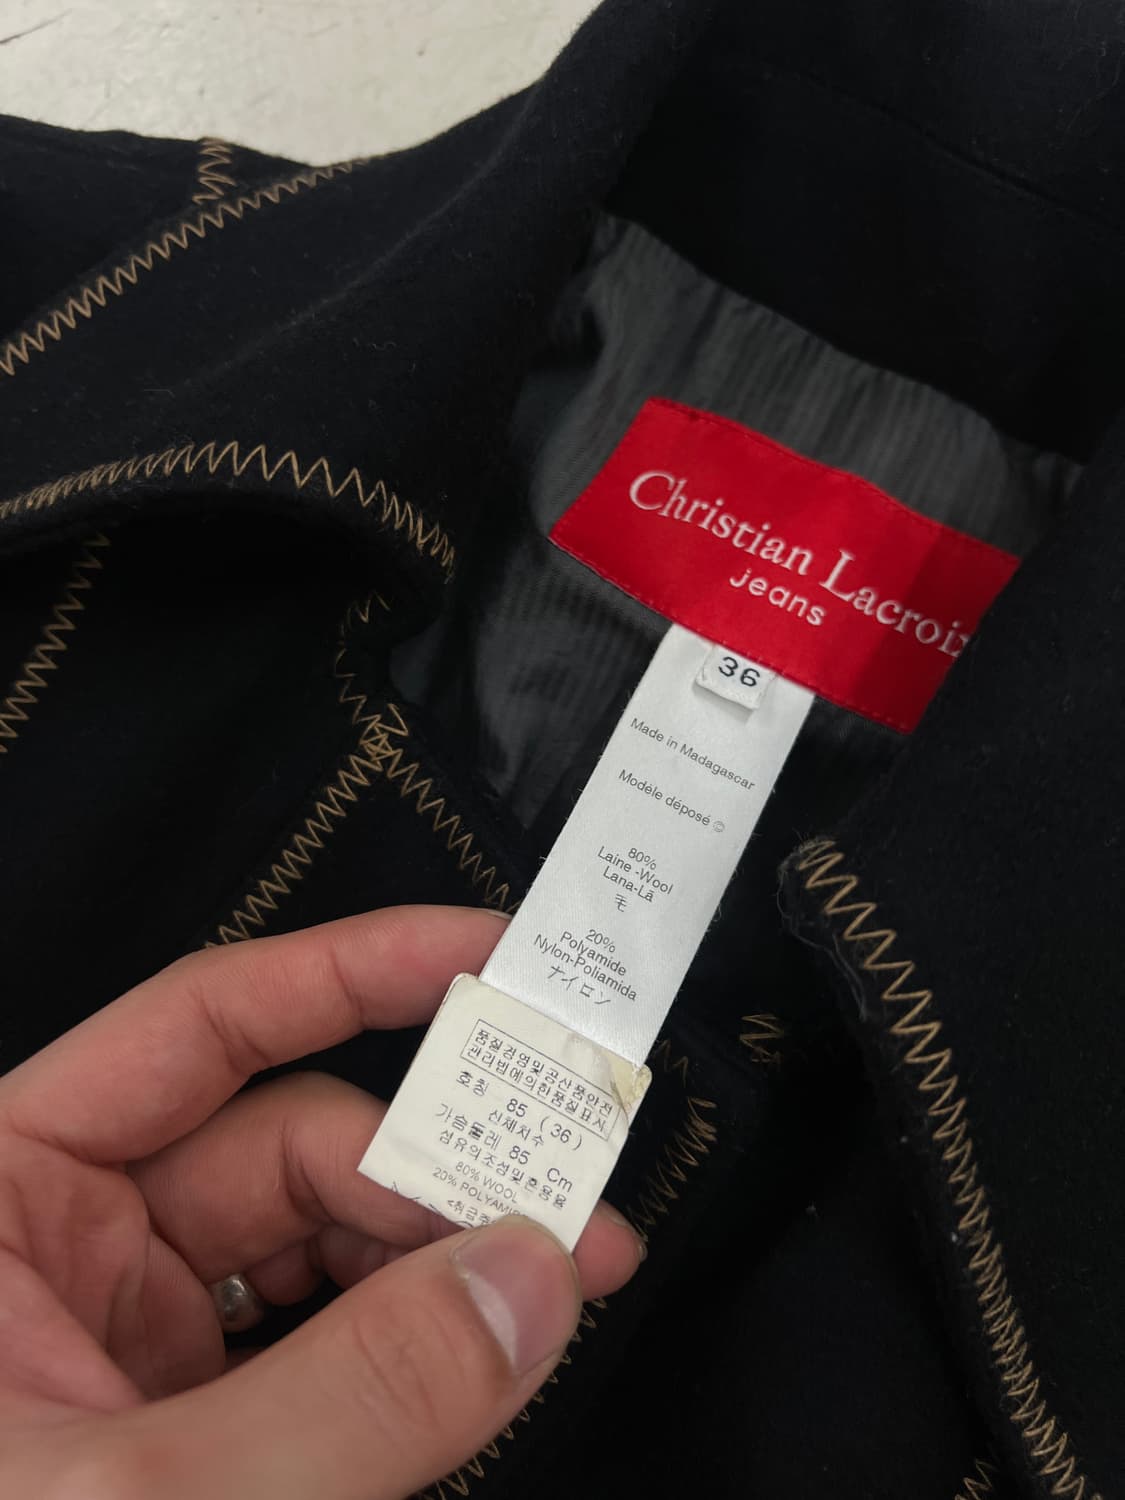 Christian Lacroix
jeans
36
Made in Madagascar
Modèle déposé ©
80%
Laine -Wool
Lana-Lã
毛
20%
Polyamide
Nylon-Poliamida
ナイロン
품질경영및공산품안전
관리법에의한품질표시
호칭 85 (36)
신체치수
가슴둘레 85 Cm
섬유의조성및혼용율
80% WOOL
20% POLYAMIDE